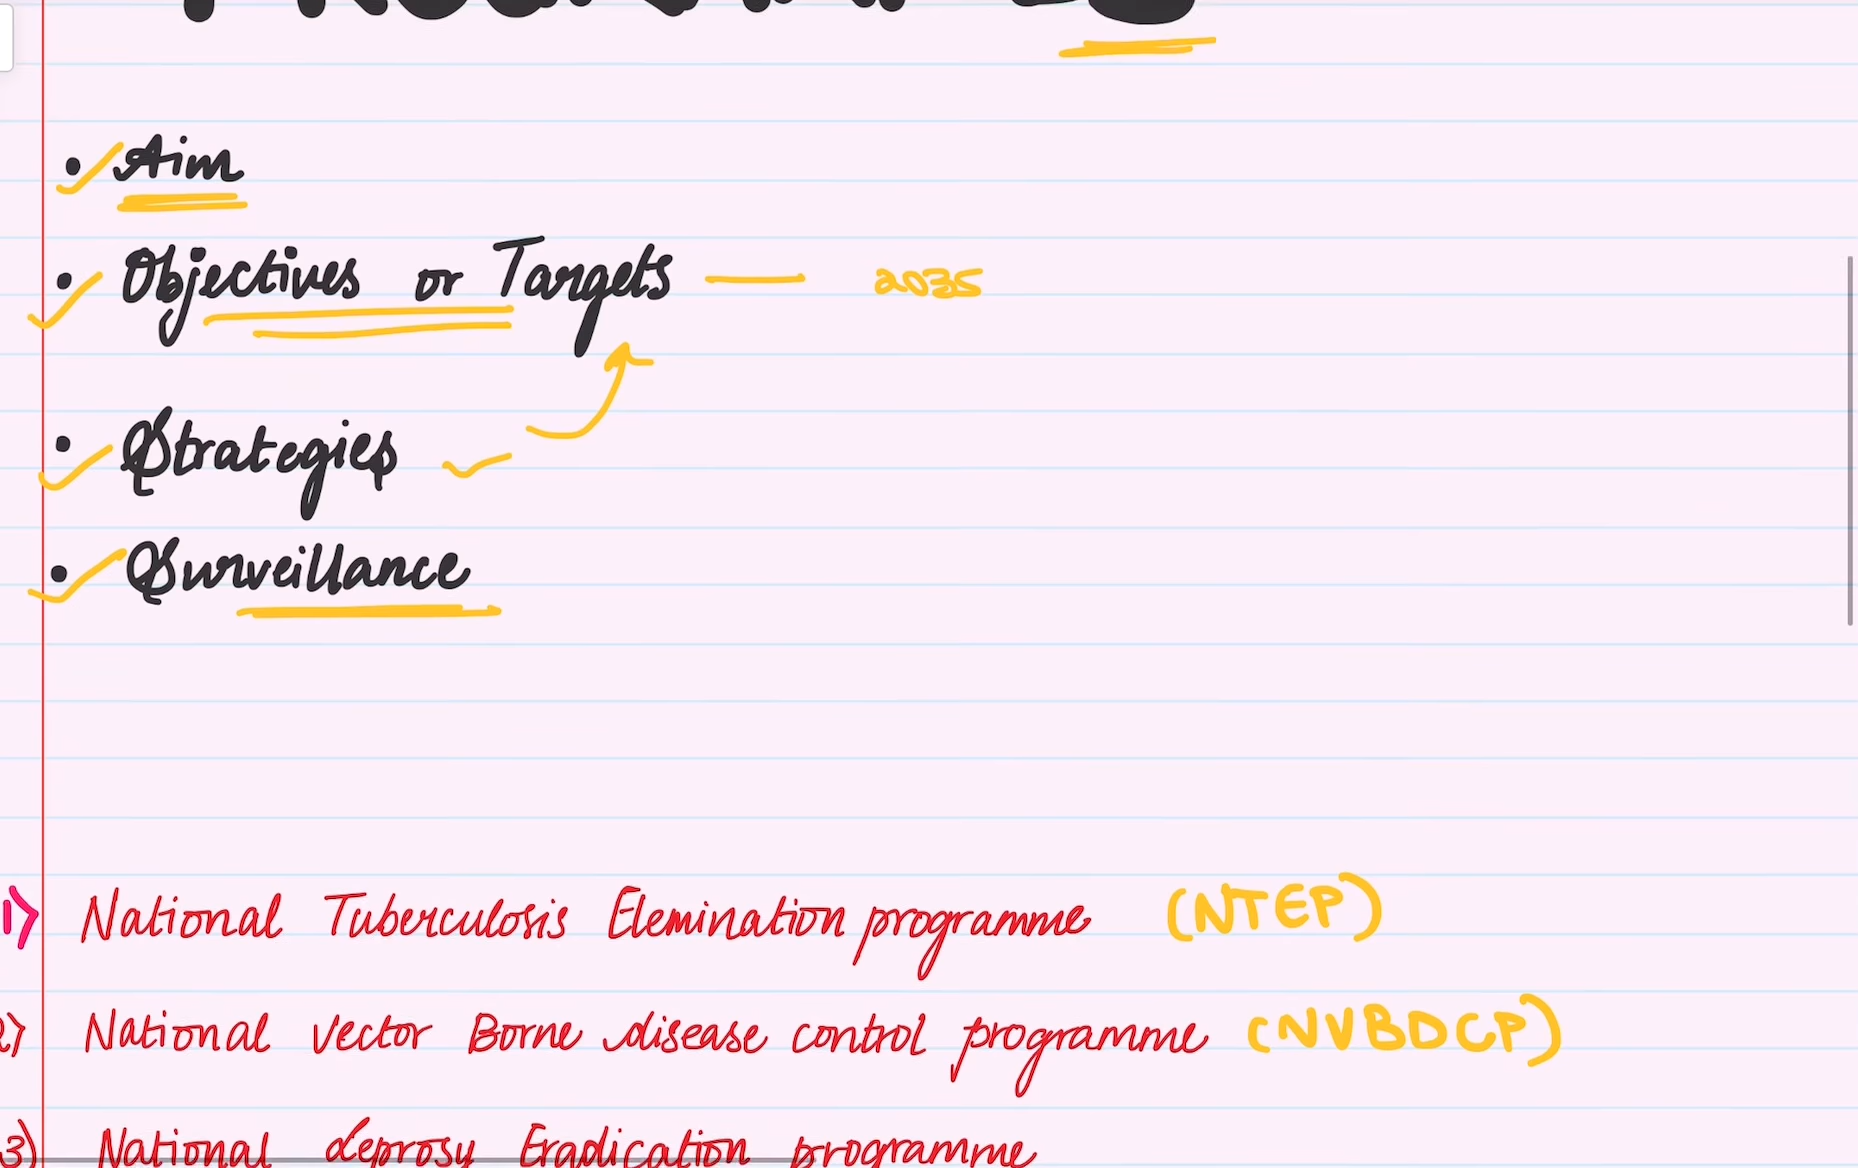 • Aim
• Objectives or Targets — 2035
• Strategies
• Surveillance
1) National Tuberculosis Elemination programme (NTEP)
2) National vector Borne disease control programme (NVBDCP)
3) National Leprosy Eradication programme